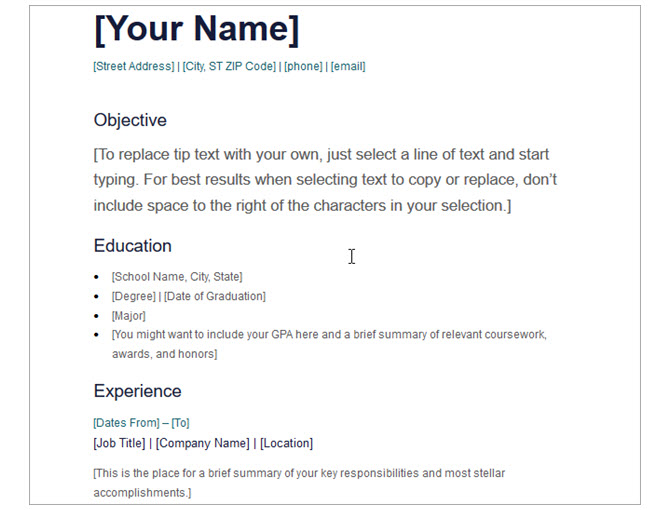 [Your Name]
[Street Address] | [City, ST ZIP Code] | [phone] | [email]
Objective
[To replace tip text with your own, just select a line of text and start
typing. For best results when selecting text to copy or replace, don’t
include space to the right of the characters in your selection.]
Education
• [School Name, City, State]
• [Degree] | [Date of Graduation]
• [Major]
• [You might want to include your GPA here and a brief summary of relevant coursework,
awards, and honors]
Experience
[Dates From] – [To]
[Job Title] | [Company Name] | [Location]
[This is the place for a brief summary of your key responsibilities and most stellar
accomplishments.]